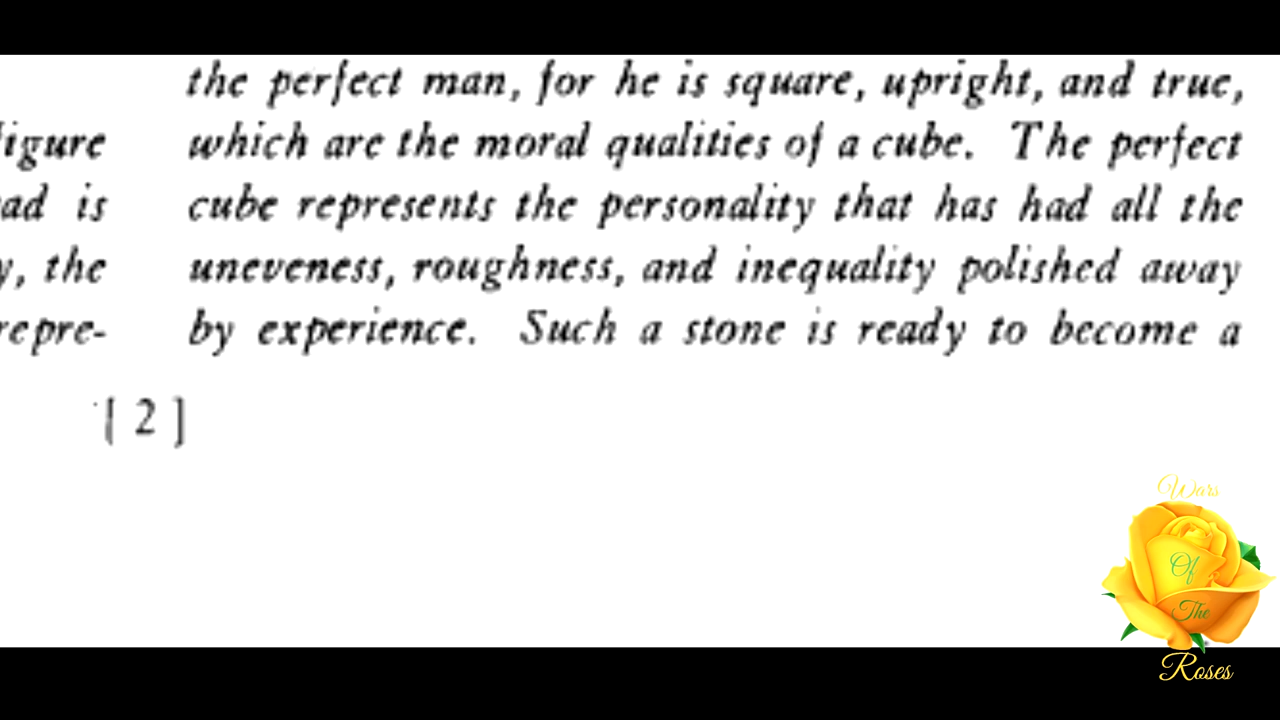 the perfect man, for he is square, upright, and true,
which are the moral qualities of a cube. The perfect
cube represents the personality that has had all the
uneveness, roughness, and inequality polished away
by experience. Such a stone is ready to become a
igure
ad is
y, the
repre-
[ 2 ]
Wars
Of
The
Roses